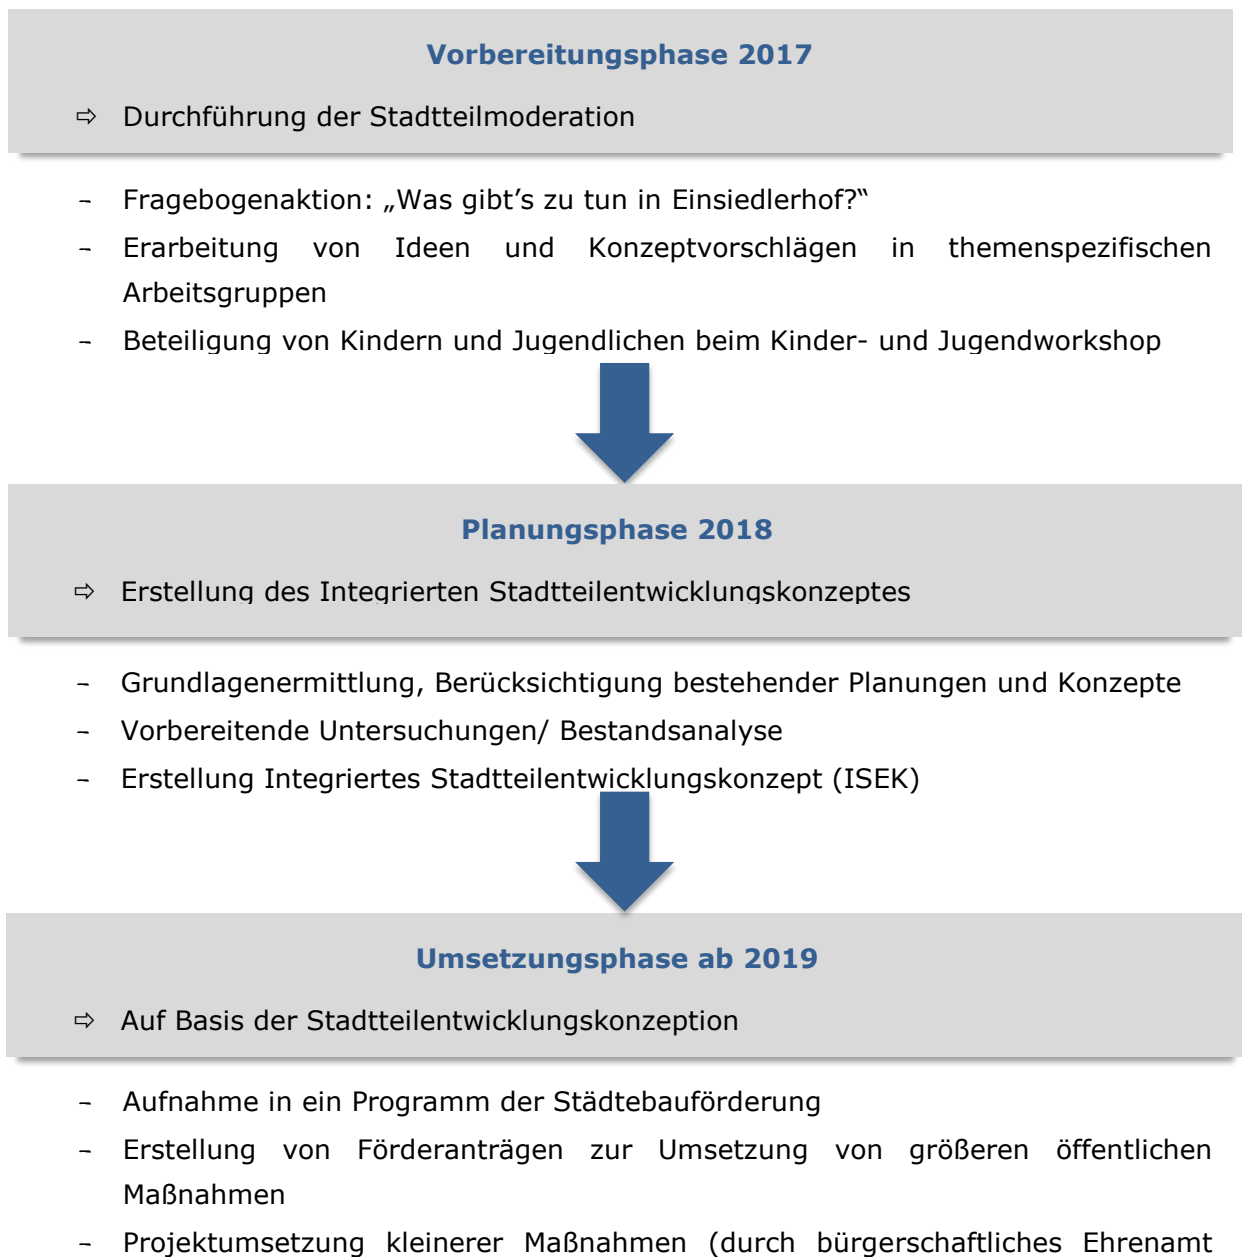 Vorbereitungsphase 2017
⇨ Durchführung der Stadtteilmoderation
- Fragebogenaktion: „Was gibt’s zu tun in Einsiedlerhof?“
- Erarbeitung von Ideen und Konzeptvorschlägen in themenspezifischen
Arbeitsgruppen
- Beteiligung von Kindern und Jugendlichen beim Kinder- und Jugendworkshop
Planungsphase 2018
⇨ Erstellung des Integrierten Stadtteilentwicklungskonzeptes
- Grundlagenermittlung, Berücksichtigung bestehender Planungen und Konzepte
- Vorbereitende Untersuchungen/ Bestandsanalyse
- Erstellung Integriertes Stadtteilentwicklungskonzept (ISEK)
Umsetzungsphase ab 2019
⇨ Auf Basis der Stadtteilentwicklungskonzeption
- Aufnahme in ein Programm der Städtebauförderung
- Erstellung von Förderanträgen zur Umsetzung von größeren öffentlichen
Maßnahmen
- Projektumsetzung kleinerer Maßnahmen (durch bürgerschaftliches Ehrenamt